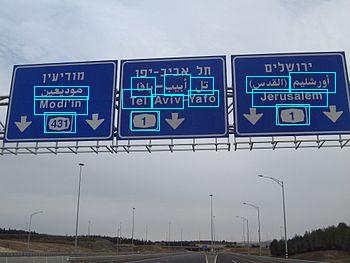 מודיעין
موديعين
Modi'in
431
תל אביב-יפו
تل أبيب- يافا
Tel Aviv Yafo
1
ירושלים
أورشليم (القدس)
Jerusalem
1